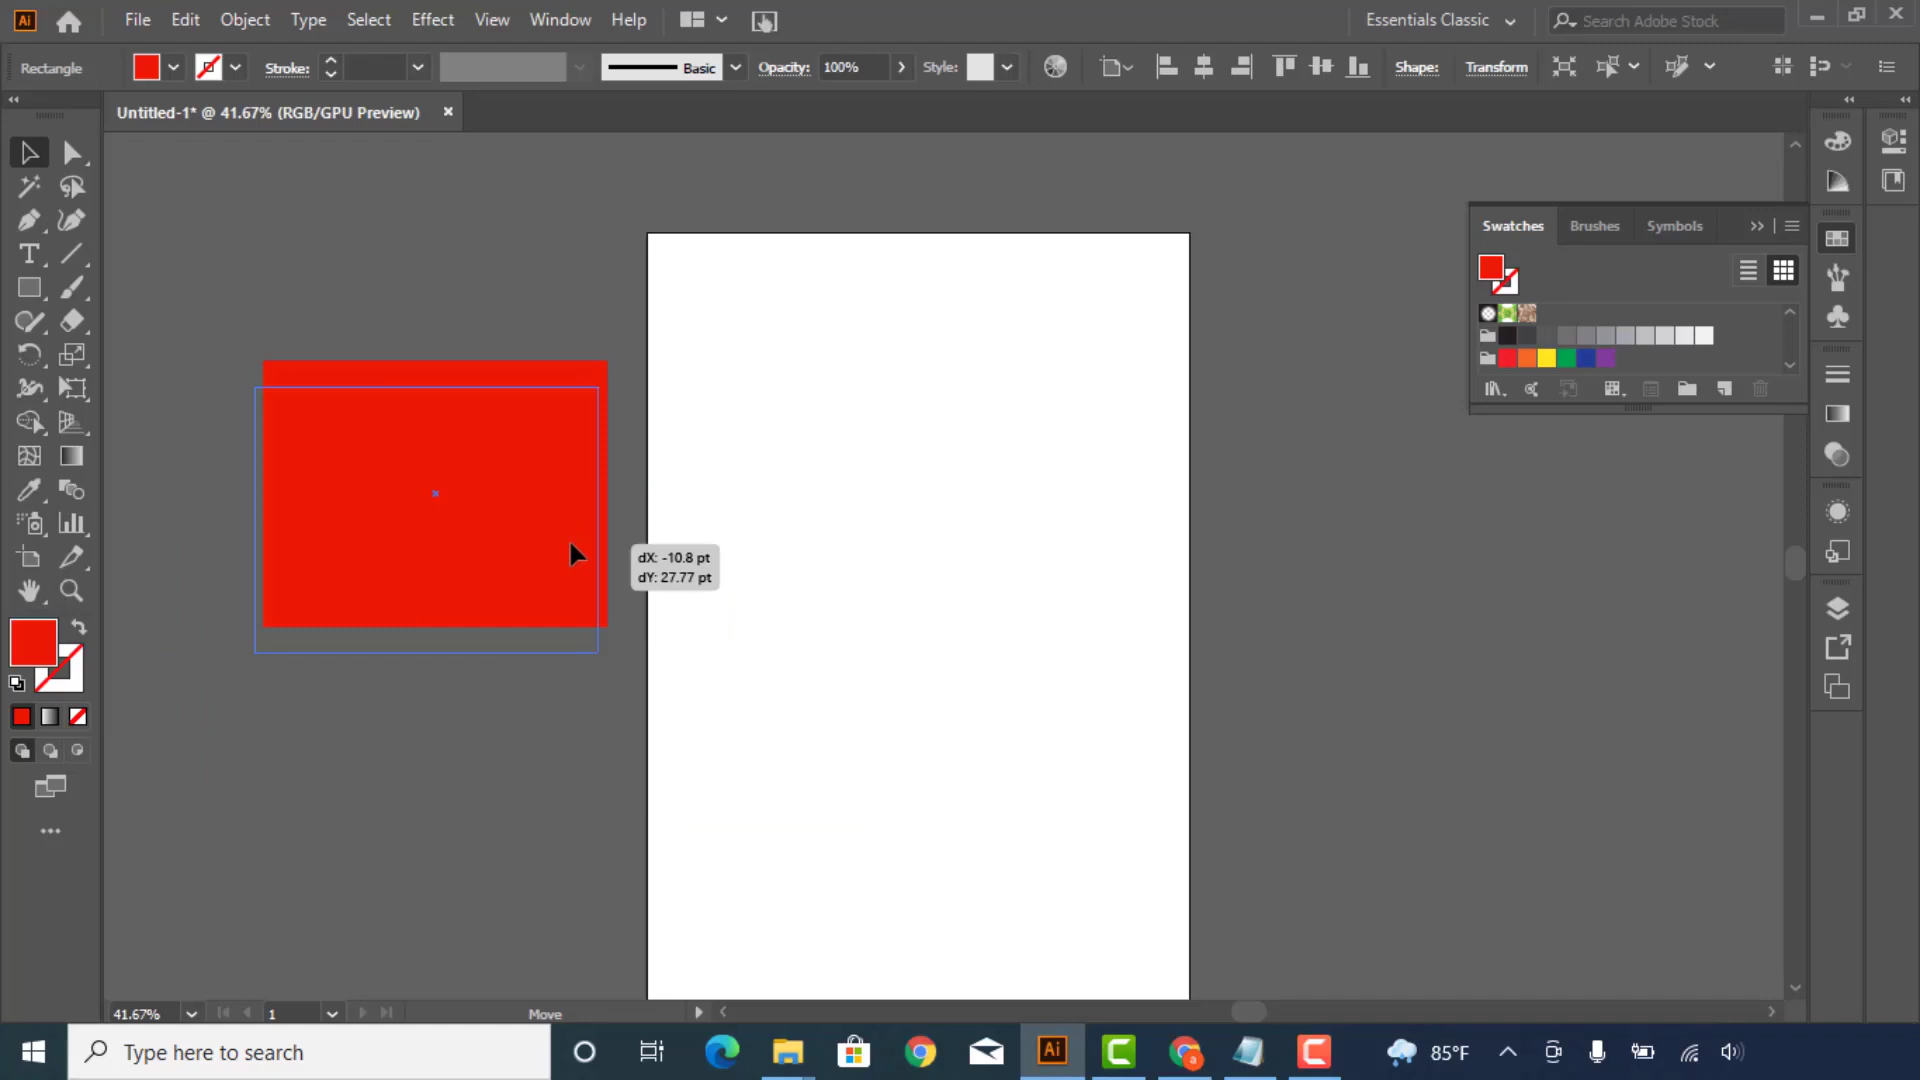 Ai File Edit Object Type Select Effect View Window Help Essentials Classic Search Adobe Stock
Rectangle Stroke: Basic Opacity: 100% Style: Shape: Transform
Untitled-1* @ 41.67% (RGB/GPU Preview)
Swatches Brushes Symbols
dX: -10.8 pt
dY: 27.77 pt
41.67% 1 Move
Type here to search Ai 85°F